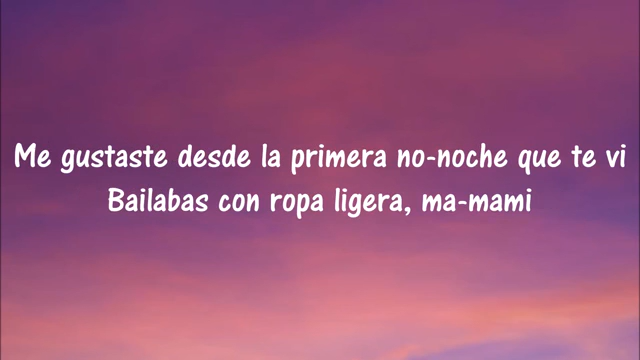 Me gustaste desde la primera no-noche que te vi
Bailabas con ropa ligera, ma-mami